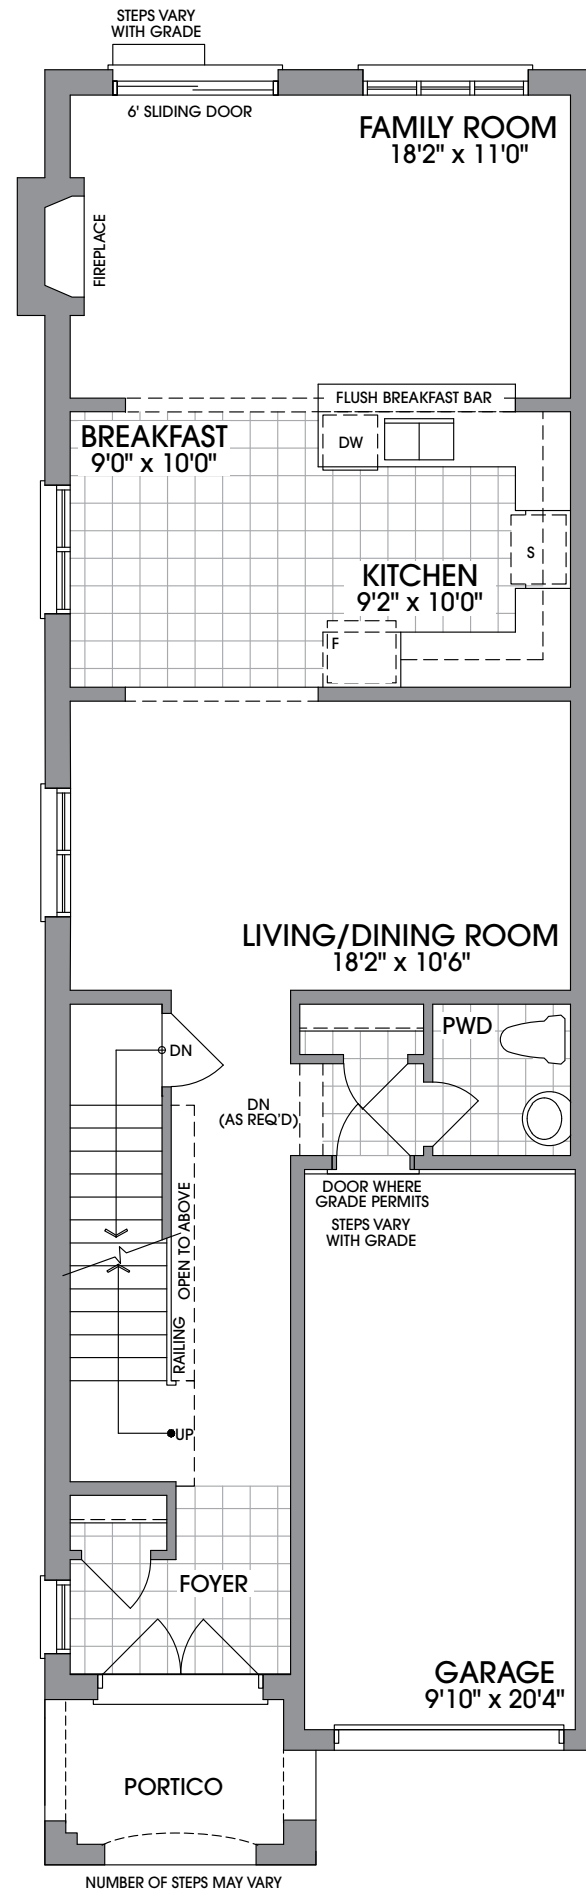 STEPS VARY
WITH GRADE
6' SLIDING DOOR
FAMILY ROOM
18'2" x 11'0"
FIREPLACE
FLUSH BREAKFAST BAR
BREAKFAST
9'0" x 10'0"
DW
S
KITCHEN
9'2" x 10'0"
F
LIVING/DINING ROOM
18'2" x 10'6"
PWD
DN
DN
(AS REQ'D)
DOOR WHERE
GRADE PERMITS
STEPS VARY
WITH GRADE
OPEN TO ABOVE
RAILING
UP
FOYER
GARAGE
9'10" x 20'4"
PORTICO
NUMBER OF STEPS MAY VARY